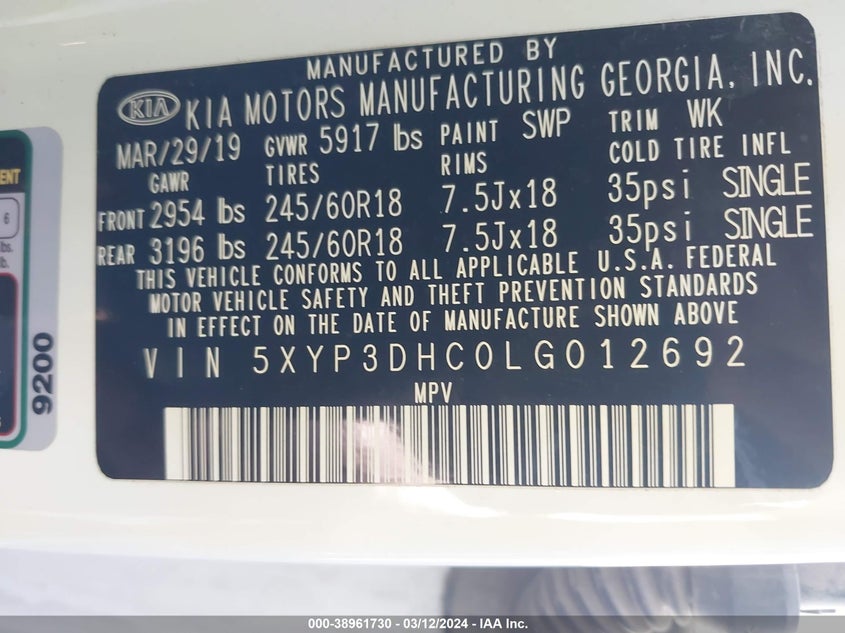 MANUFACTURED BY
KIA KIA MOTORS MANUFACTURING GEORGIA, INC.
MAR/29/19 GVWR 5917 lbs PAINT SWP TRIM WK
GAWR TIRES RIMS COLD TIRE INFL
FRONT 2954 lbs 245/60R18 7.5Jx18 35psi SINGLE
REAR 3196 lbs 245/60R18 7.5Jx18 35psi SINGLE
THIS VEHICLE CONFORMS TO ALL APPLICABLE U.S.A. FEDERAL
MOTOR VEHICLE SAFETY AND THEFT PREVENTION STANDARDS
IN EFFECT ON THE DATE OF MANUFACTURE SHOWN ABOVE
VIN 5XYP3DHC0LG012692
MPV
6
lbs.
lb.
9200
000-38961730 - 03/12/2024 - IAA Inc.